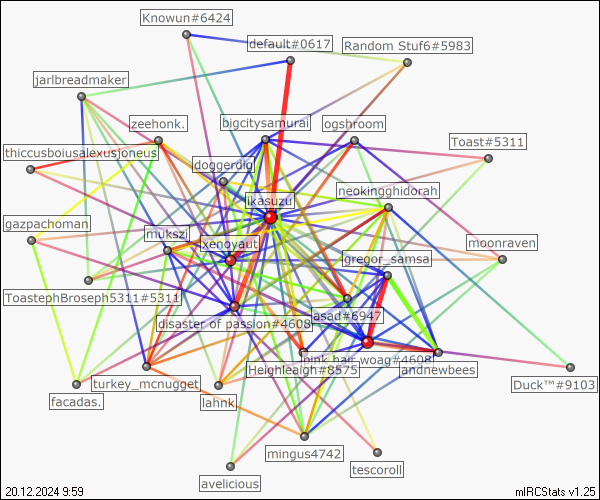 Knowun#6424
default#0617
Random Stuf6#5983
jarlbreadmaker
zeehonk.
bigcitysamurai
ogshroom
Toast#5311
thiccusboiusalexusjoneus
doggerdig
neokingghidorah
ikasuzu
gazpachoman
mukszi
xenoyaut
moonraven
gregor_samsa
ToastephBroseph5311#5311
disaster of passion#4608
asad#6947
Heighleaigh#8575
pink hair woag#4608
andnewbees
turkey_mcnugget
Duck™#9103
facadas.
lahnk
mingus4742
tescoroll
avelicious
20.12.2024 9:59
mIRCStats v1.25